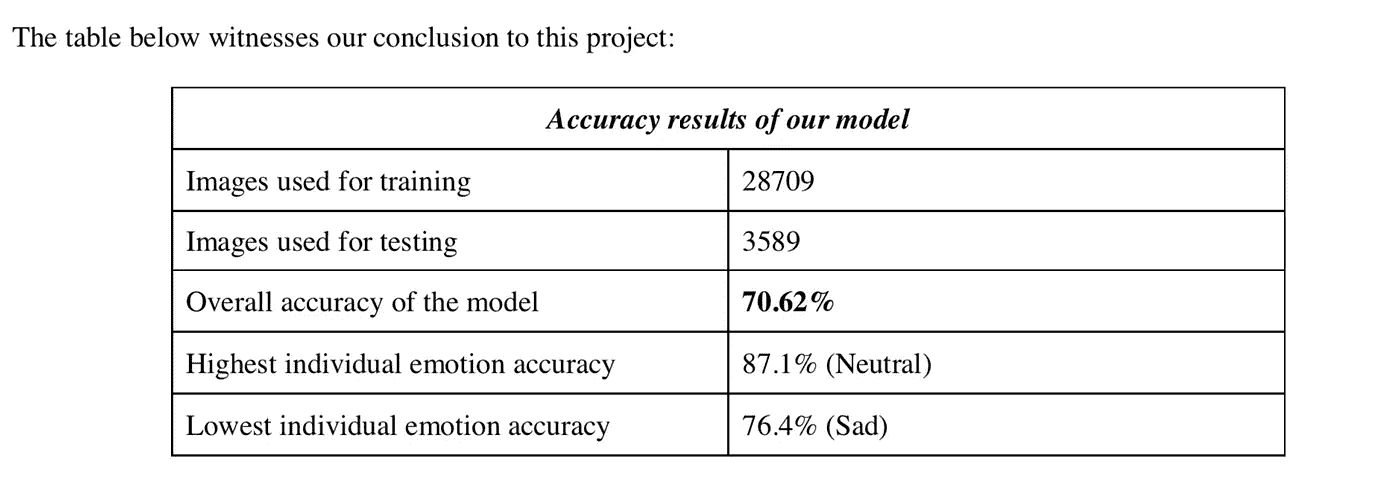 The table below witnesses our conclusion to this project:
Accuracy results of our model
Images used for training 28709
Images used for testing 3589
Overall accuracy of the model 70.62%
Highest individual emotion accuracy 87.1% (Neutral)
Lowest individual emotion accuracy 76.4% (Sad)